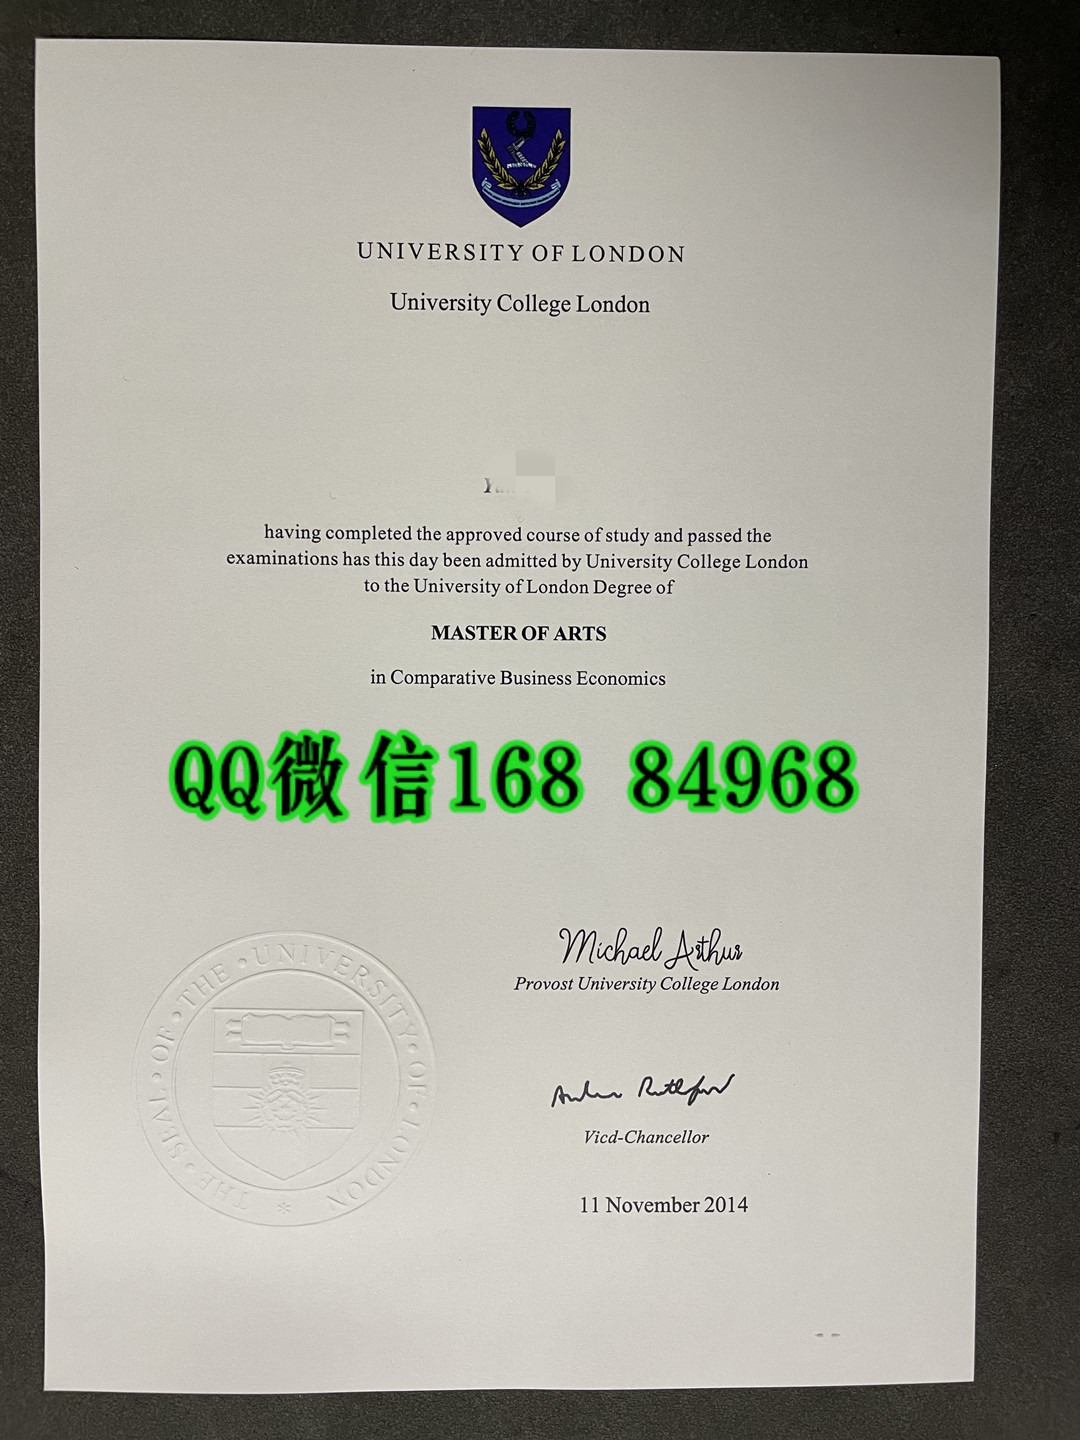 UNIVERSITY OF LONDON
University College London
having completed the approved course of study and passed the
examinations has this day been admitted by University College London
to the University of London Degree of
MASTER OF ARTS
in Comparative Business Economics
QQ微信168 84968
Michael Arthur
Provost University College London
Vicd-Chancellor
11 November 2014
THE · SEAL · OF · THE · UNIVERSITY · OF · LONDON